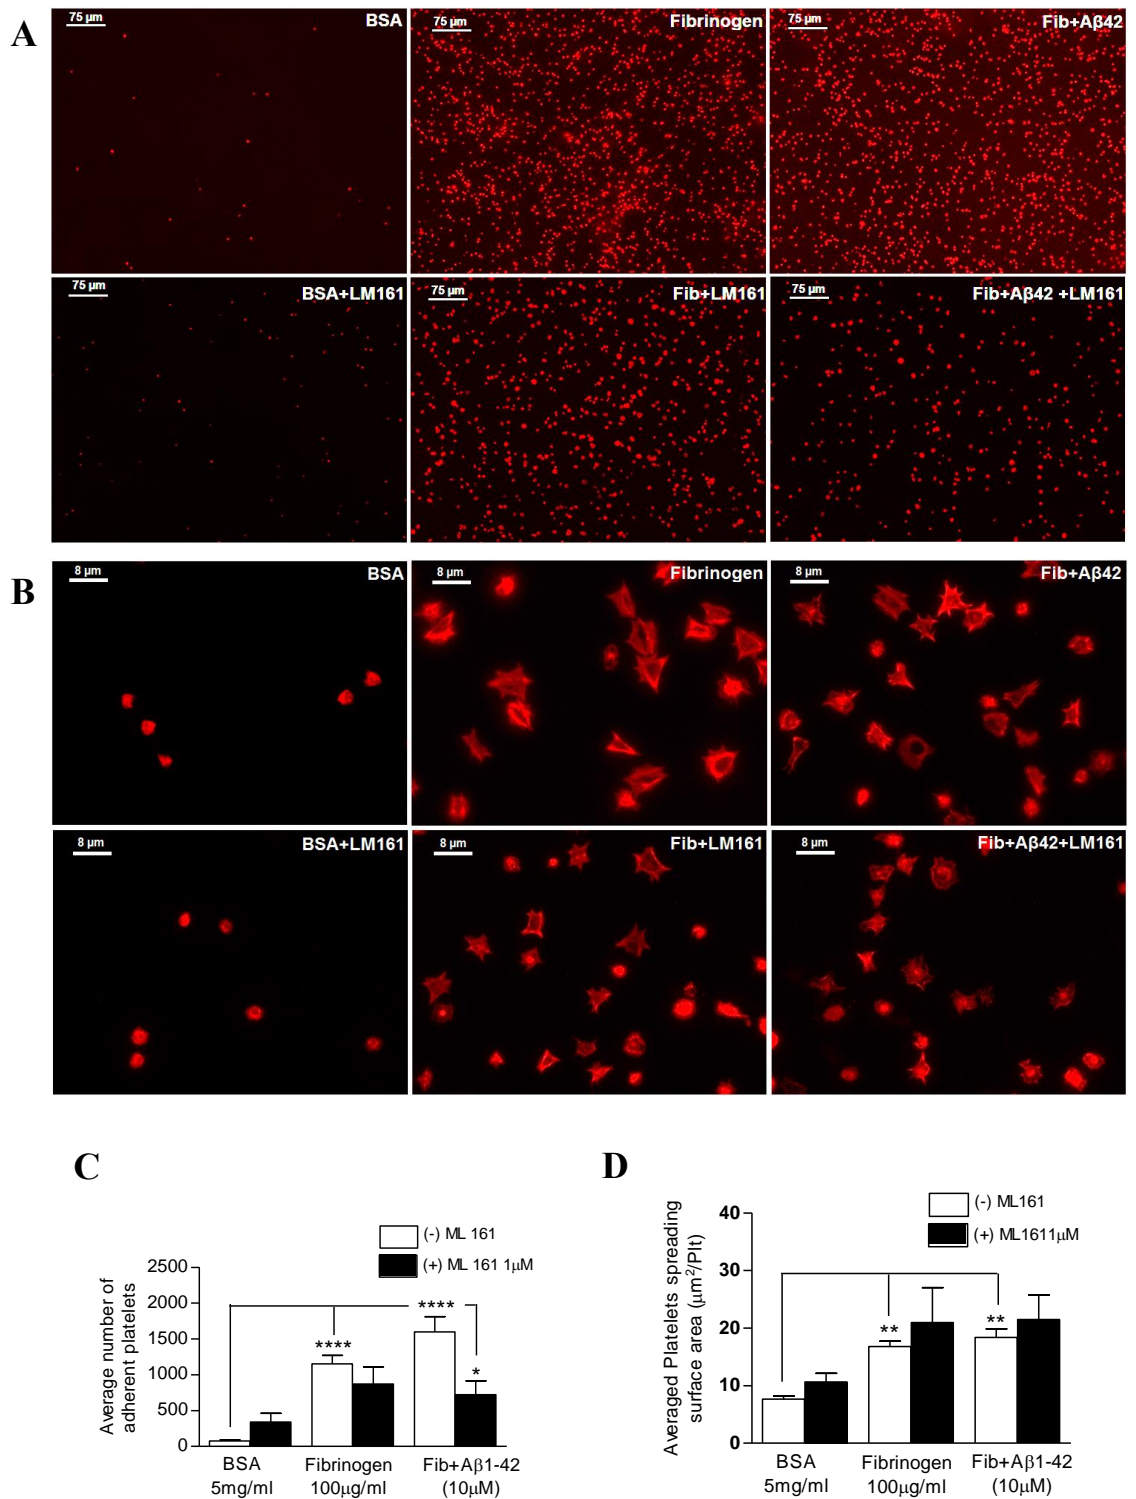 A
75 µm
BSA
75 µm
Fibrinogen
75 µm
Fib+Aβ42
75 µm
BSA+LM161
75 µm
Fib+LM161
75 µm
Fib+Aβ42 +LM161
B
8 µm
BSA
8 µm
Fibrinogen
8 µm
Fib+Aβ42
8 µm
BSA+LM161
8 µm
Fib+LM161
8 µm
Fib+Aβ42+LM161
C
(-) ML 161
(+) ML 161 1µM
Average number of
adherent platelets
2500
2000
1500
1000
500
0
****
****
*
BSA
5mg/ml
Fibrinogen
100µg/ml
Fib+Aβ1-42
(10µM)
D
(-) ML161
(+) ML1611µM
Averaged Platelets spreading
surface area (µm²/Plt)
40
30
20
10
0
**
**
BSA
5mg/ml
Fibrinogen
100µg/ml
Fib+Aβ1-42
(10µM)